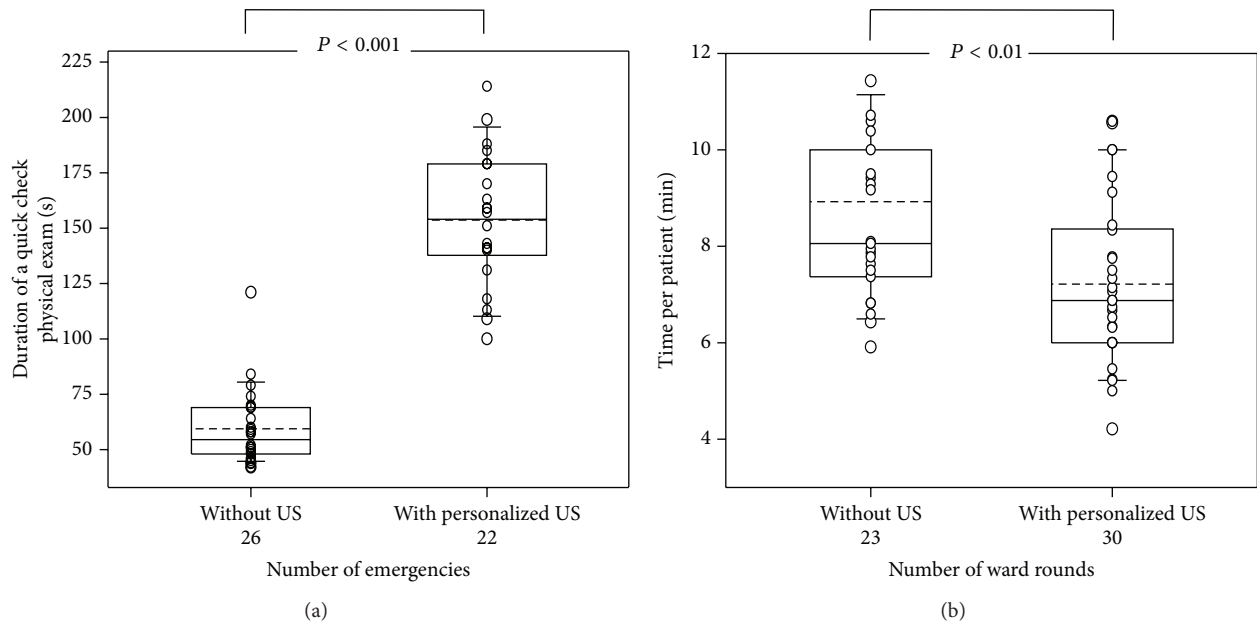 P < 0.001
225
200
175
150
125
100
75
50
Duration of a quick check
physical exam (s)
Without US
With personalized US
26
22
Number of emergencies
(a)
P < 0.01
12
10
8
6
4
Time per patient (min)
Without US
With personalized US
23
30
Number of ward rounds
(b)